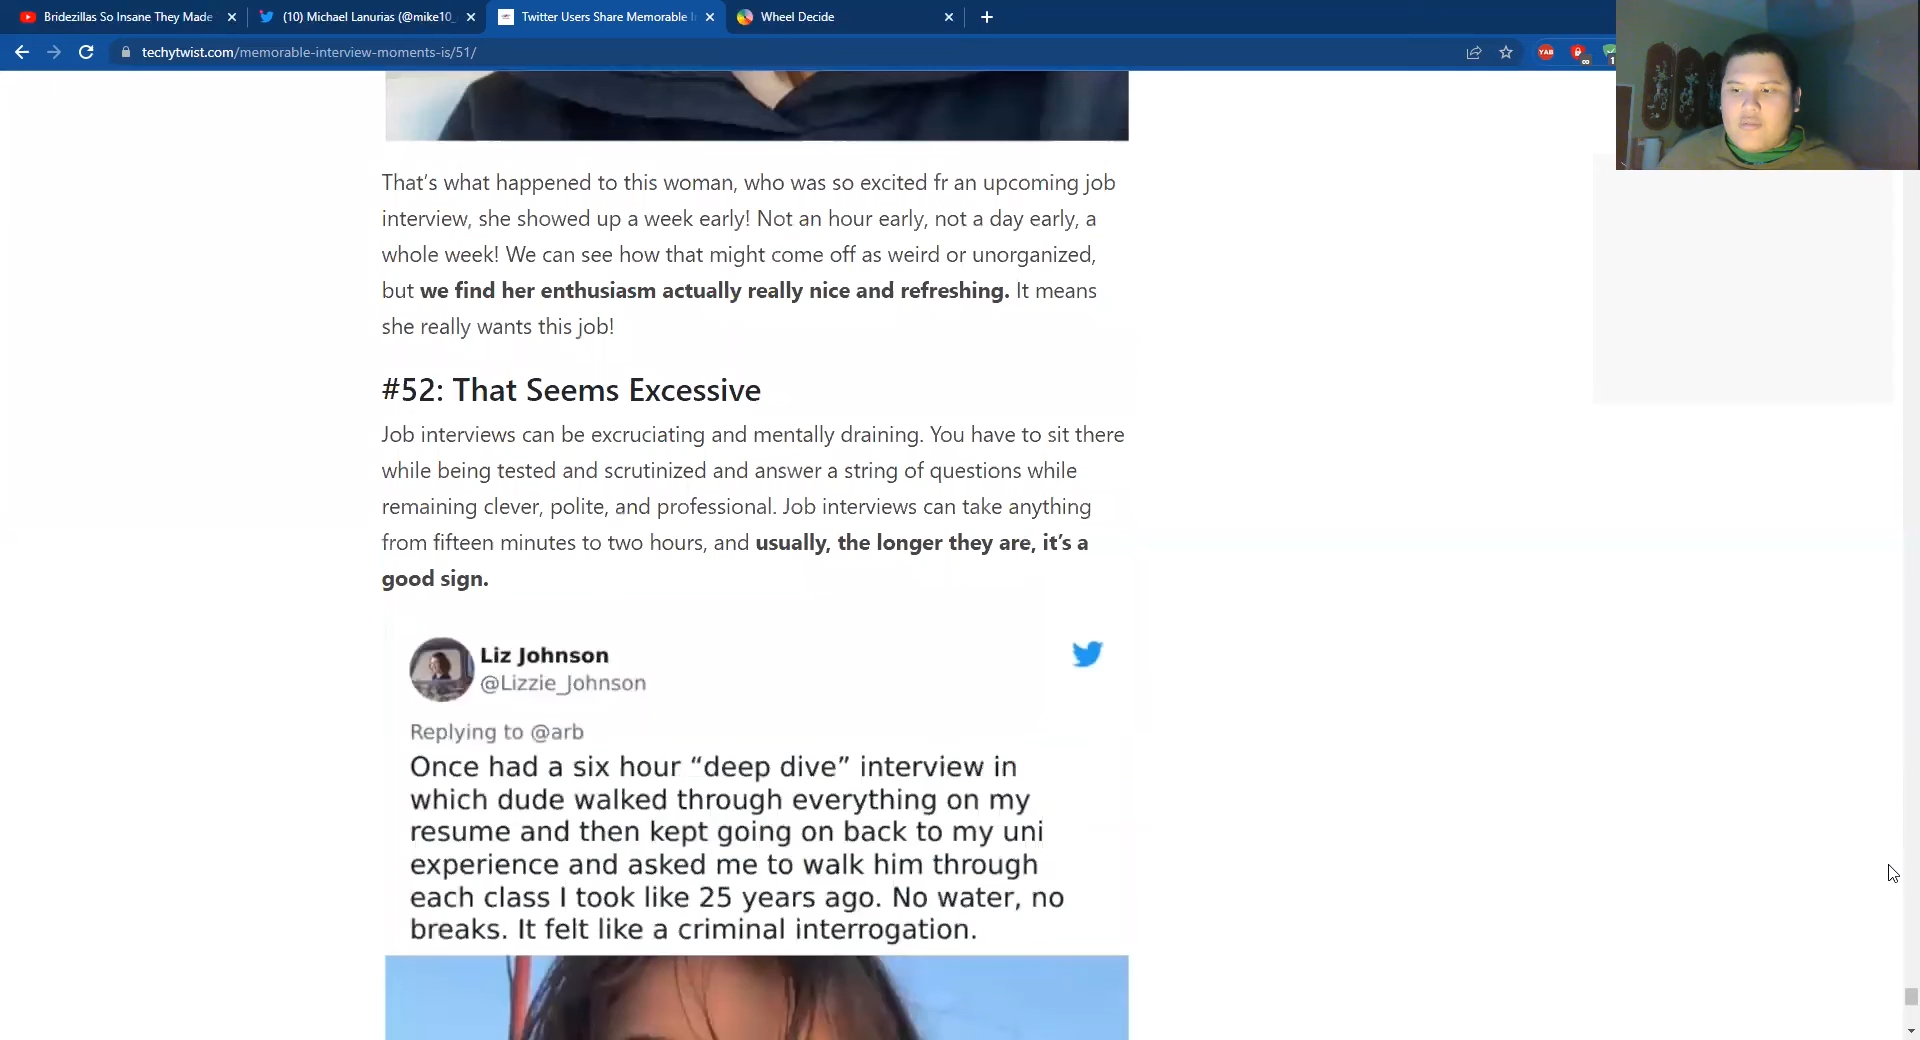 Bridezillas So Insane They Made
(10) Michael Lanurias (@mike10_
Twitter Users Share Memorable I
Wheel Decide
techytwist.com/memorable-interview-moments-is/51/
YAB
∞
1
That's what happened to this woman, who was so excited fr an upcoming job
interview, she showed up a week early! Not an hour early, not a day early, a
whole week! We can see how that might come off as weird or unorganized,
but we find her enthusiasm actually really nice and refreshing. It means
she really wants this job!
#52: That Seems Excessive
Job interviews can be excruciating and mentally draining. You have to sit there
while being tested and scrutinized and answer a string of questions while
remaining clever, polite, and professional. Job interviews can take anything
from fifteen minutes to two hours, and usually, the longer they are, it's a
good sign.
Liz Johnson
@Lizzie_Johnson
Replying to @arb
Once had a six hour “deep dive” interview in
which dude walked through everything on my
resume and then kept going on back to my uni
experience and asked me to walk him through
each class I took like 25 years ago. No water, no
breaks. It felt like a criminal interrogation.